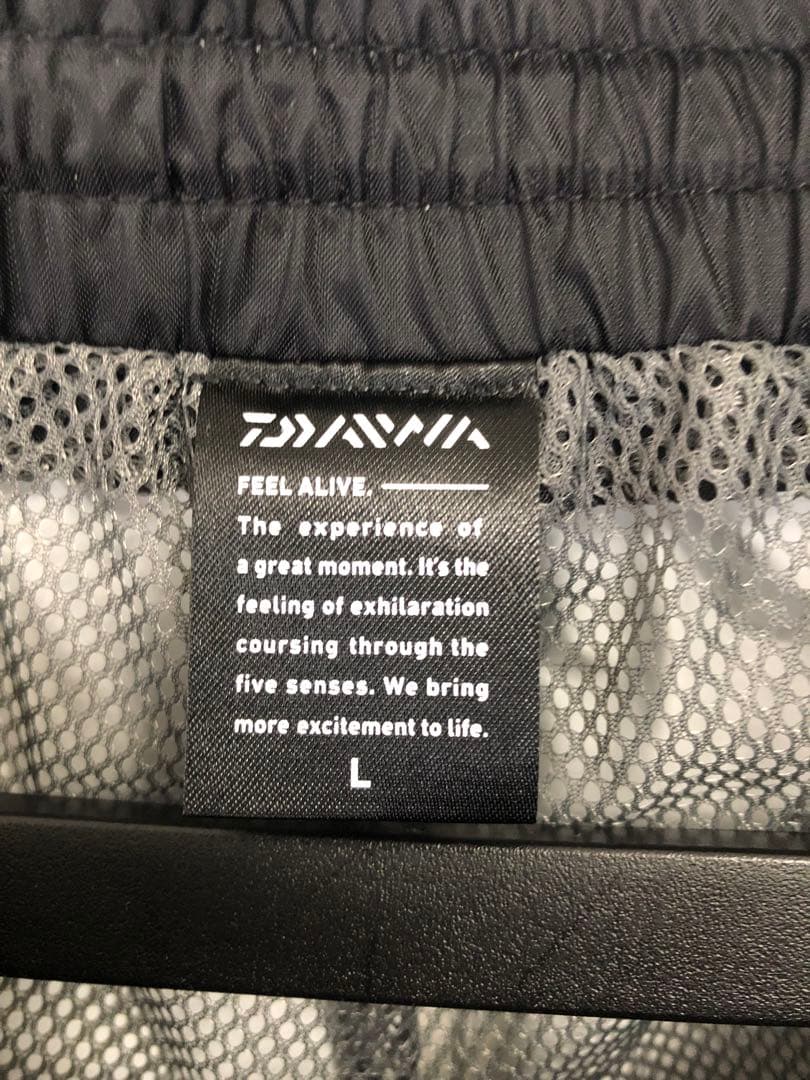 DAIWA
FEEL ALIVE.
The experience of
a great moment. It's the
feeling of exhilaration
coursing through the
five senses. We bring
more excitement to life.
L